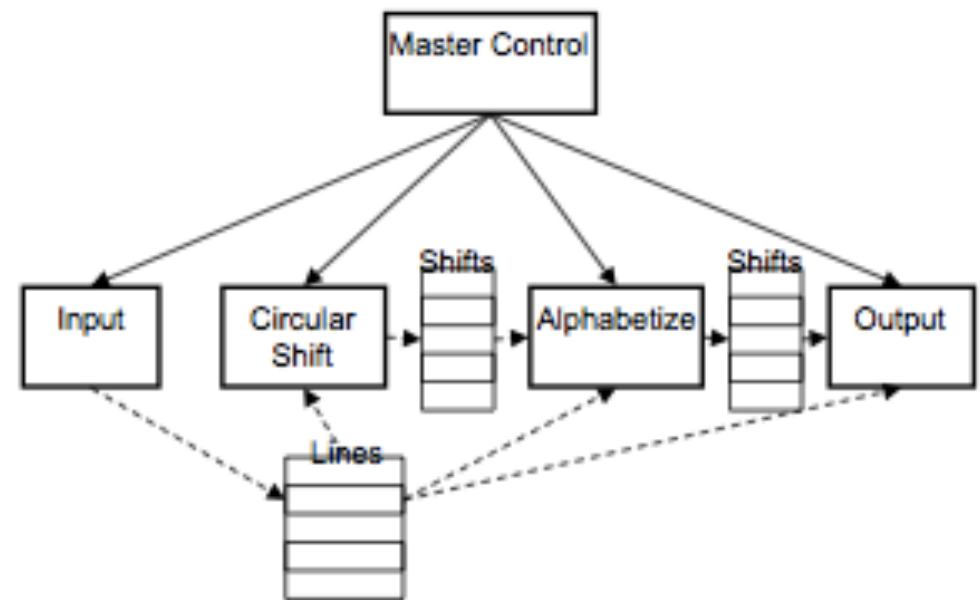 Master Control
Shifts
Shifts
Input
Circular
Shift
Alphabetize
Output
Lines